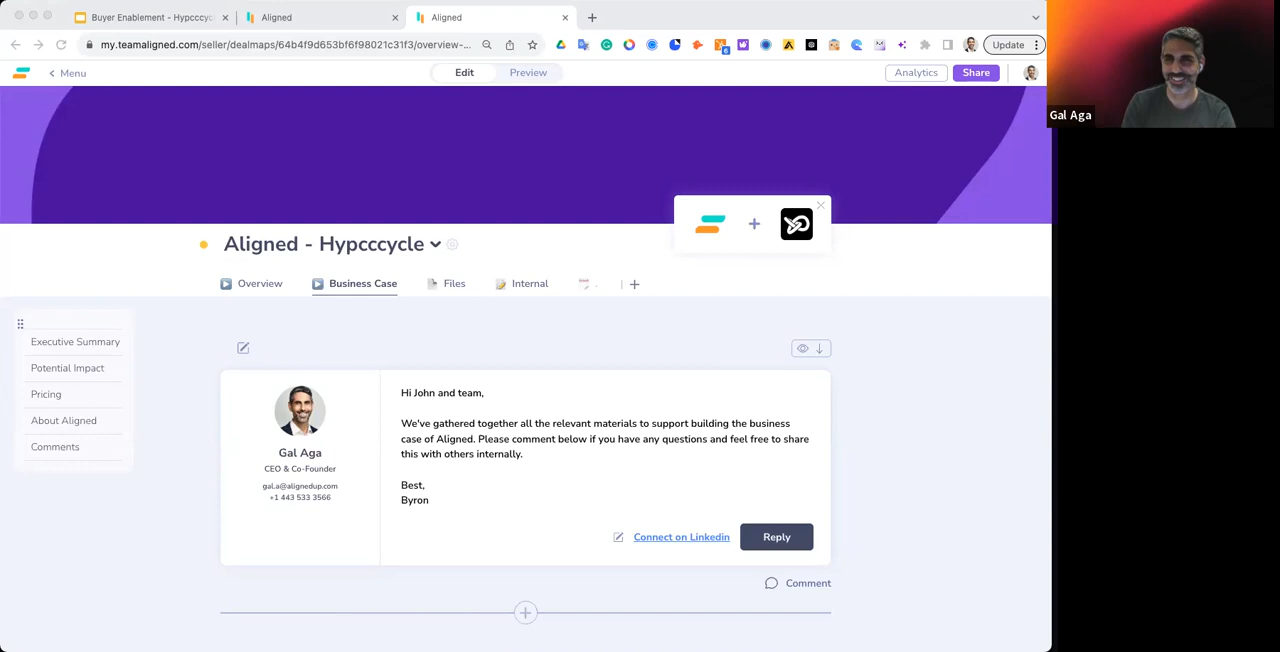 Buyer Enablement - Hypcccyc
Aligned
Aligned
my.teamaligned.com/seller/dealmaps/64b4f9d653bf6f98021c31f3/overview-...
Update
Menu
Edit
Preview
Analytics
Share
Gal Aga
Aligned - Hypcccycle
Overview
Business Case
Files
Internal
Executive Summary
Potential Impact
Pricing
About Aligned
Comments
Gal Aga
CEO & Co-Founder
gal.a@alignedup.com
+1 443 533 3566
Hi John and team,
We've gathered together all the relevant materials to support building the business
case of Aligned. Please comment below if you have any questions and feel free to share
this with others internally.
Best,
Byron
Connect on Linkedin
Reply
Comment